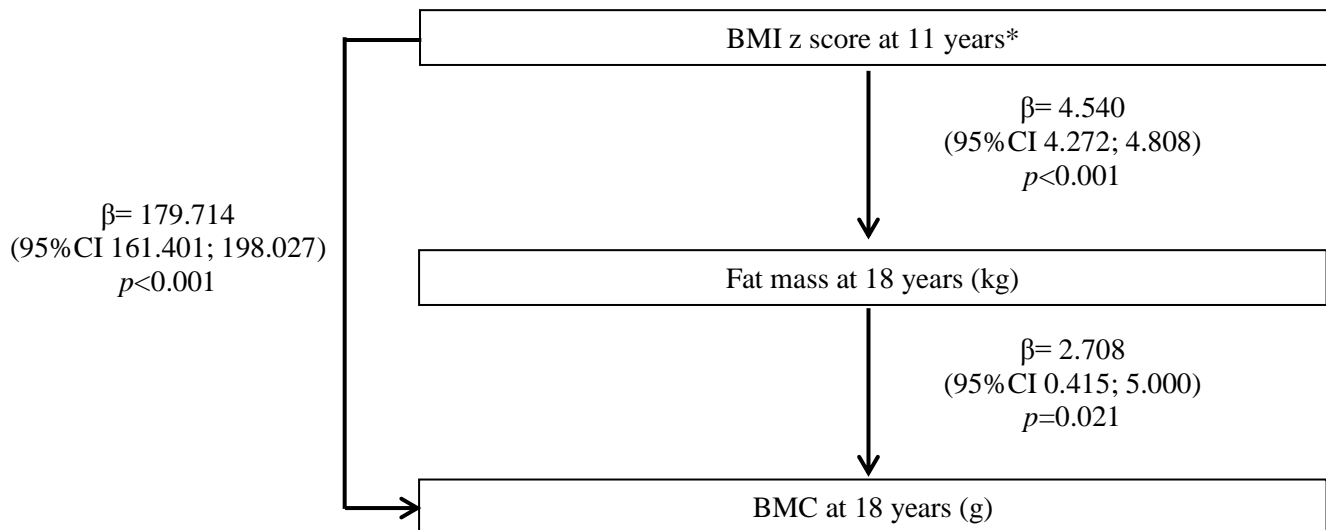 BMI z score at 11 years*
β= 4.540
(95%CI 4.272; 4.808)
p<0.001
β= 179.714
(95%CI 161.401; 198.027)
p<0.001
Fat mass at 18 years (kg)
β= 2.708
(95%CI 0.415; 5.000)
p=0.021
BMC at 18 years (g)